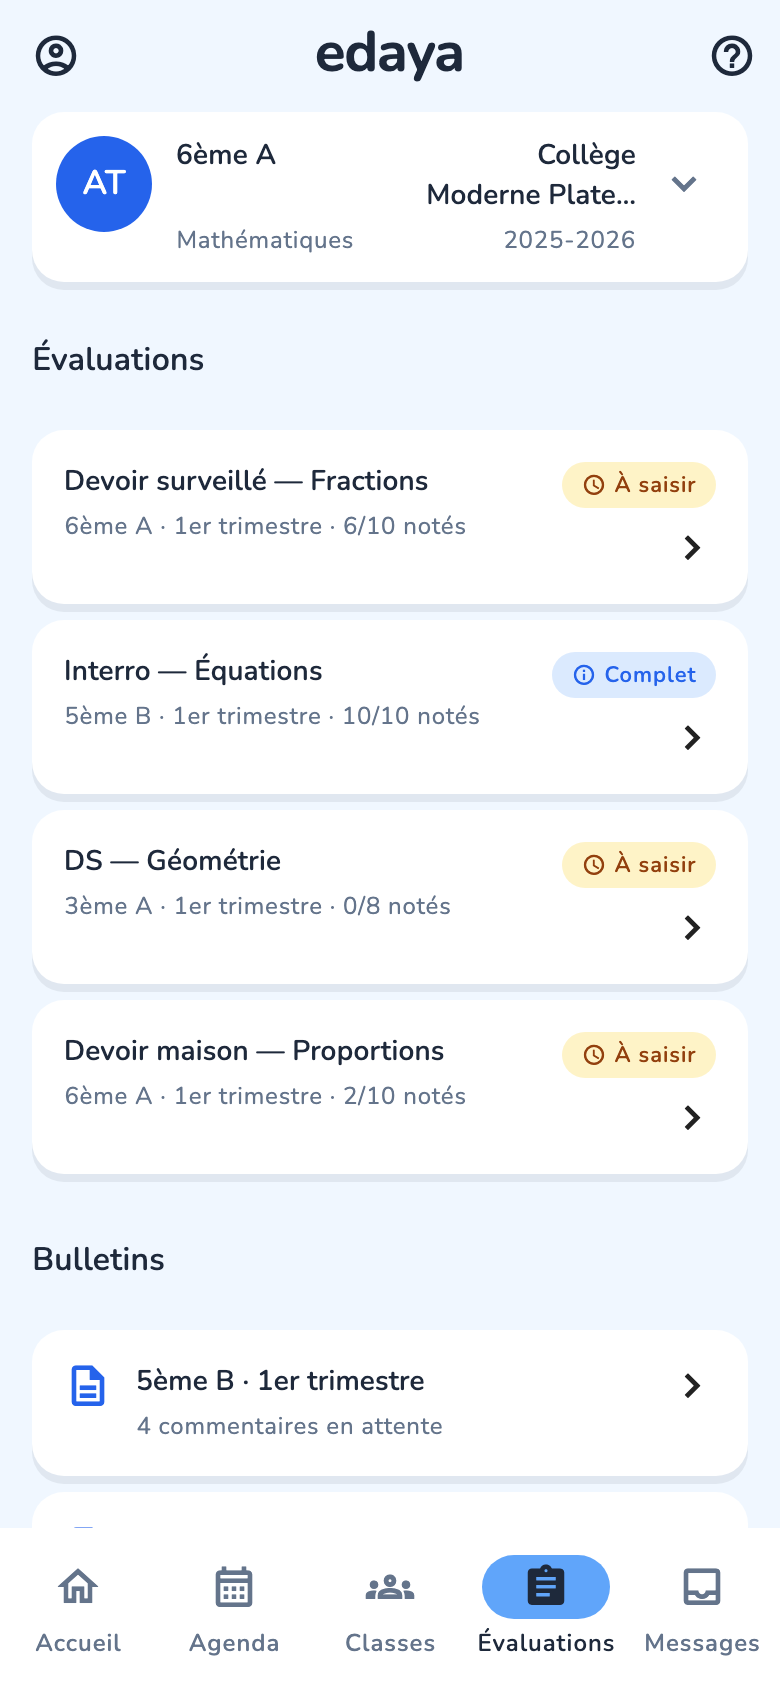 edaya
AT
6ème A
Collège
Moderne Plate...
Mathématiques
2025-2026
Évaluations
Devoir surveillé — Fractions
À saisir
6ème A · 1er trimestre · 6/10 notés
Interro — Équations
Complet
5ème B · 1er trimestre · 10/10 notés
DS — Géométrie
À saisir
3ème A · 1er trimestre · 0/8 notés
Devoir maison — Proportions
À saisir
6ème A · 1er trimestre · 2/10 notés
Bulletins
5ème B · 1er trimestre
4 commentaires en attente
Accueil
Agenda
Classes
Évaluations
Messages